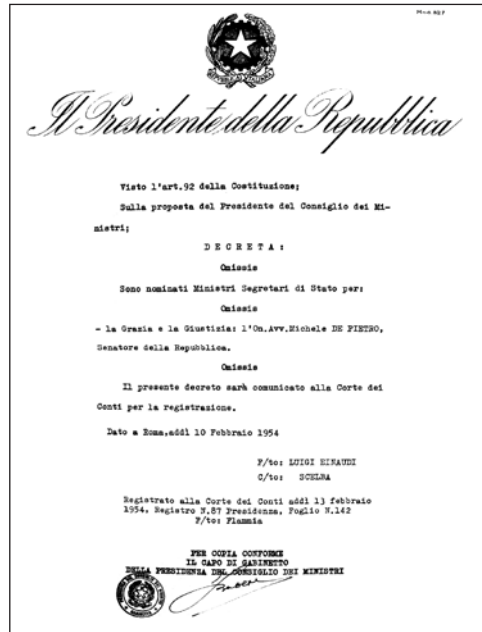 Il Presidente della Repubblica
Visto l'art.92 della Costituzione;
Sulla proposta del Presidente del Consiglio dei Mi-
nistri;
DECRETA:
Omissis
Sono nominati Ministri Segretari di Stato per:
Omissis
- la Grazia e la Giustizia: l'On.Avv.Michele DE PIETRO,
Senatore della Repubblica.
Omissis
Il presente decreto sarà comunicato alla Corte dei
Conti per la registrazione.
Dato a Roma,addì 10 Febbraio 1954
F/to: LUIGI EINAUDI
C/to: SCELBA
Registrato alla Corte dei Conti addì 13 febbraio
1954. Registro N.87 Presidenza, Foglio N.142
F/to: Flammia
PER COPIA CONFORME
IL CAPO DI GABINETTO
DELLA PRESIDENZA DEL CONSIGLIO DEI MINISTRI